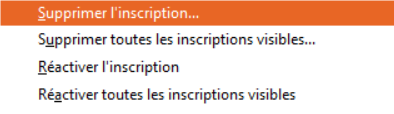 Supprimer l'inscription...
Supprimer toutes les inscriptions visibles...
Réactiver l'inscription
Réactiver toutes les inscriptions visibles